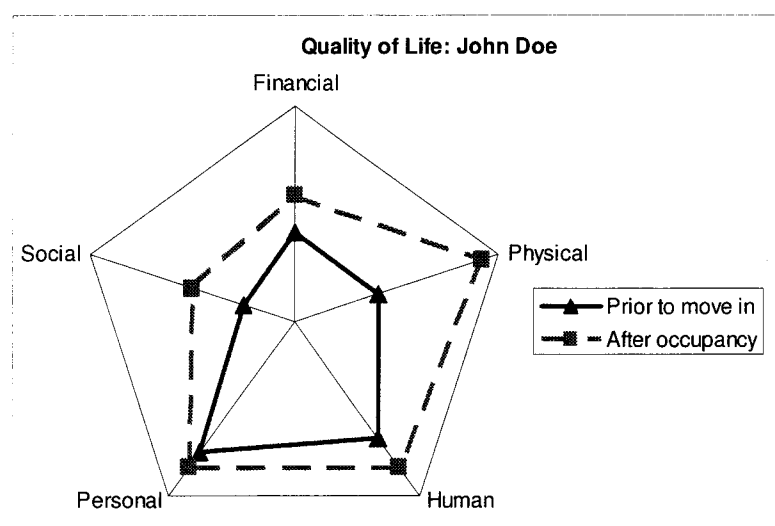 Quality of Life: John Doe
Financial
Social
Physical
Prior to move in
After occupancy
Personal
Human